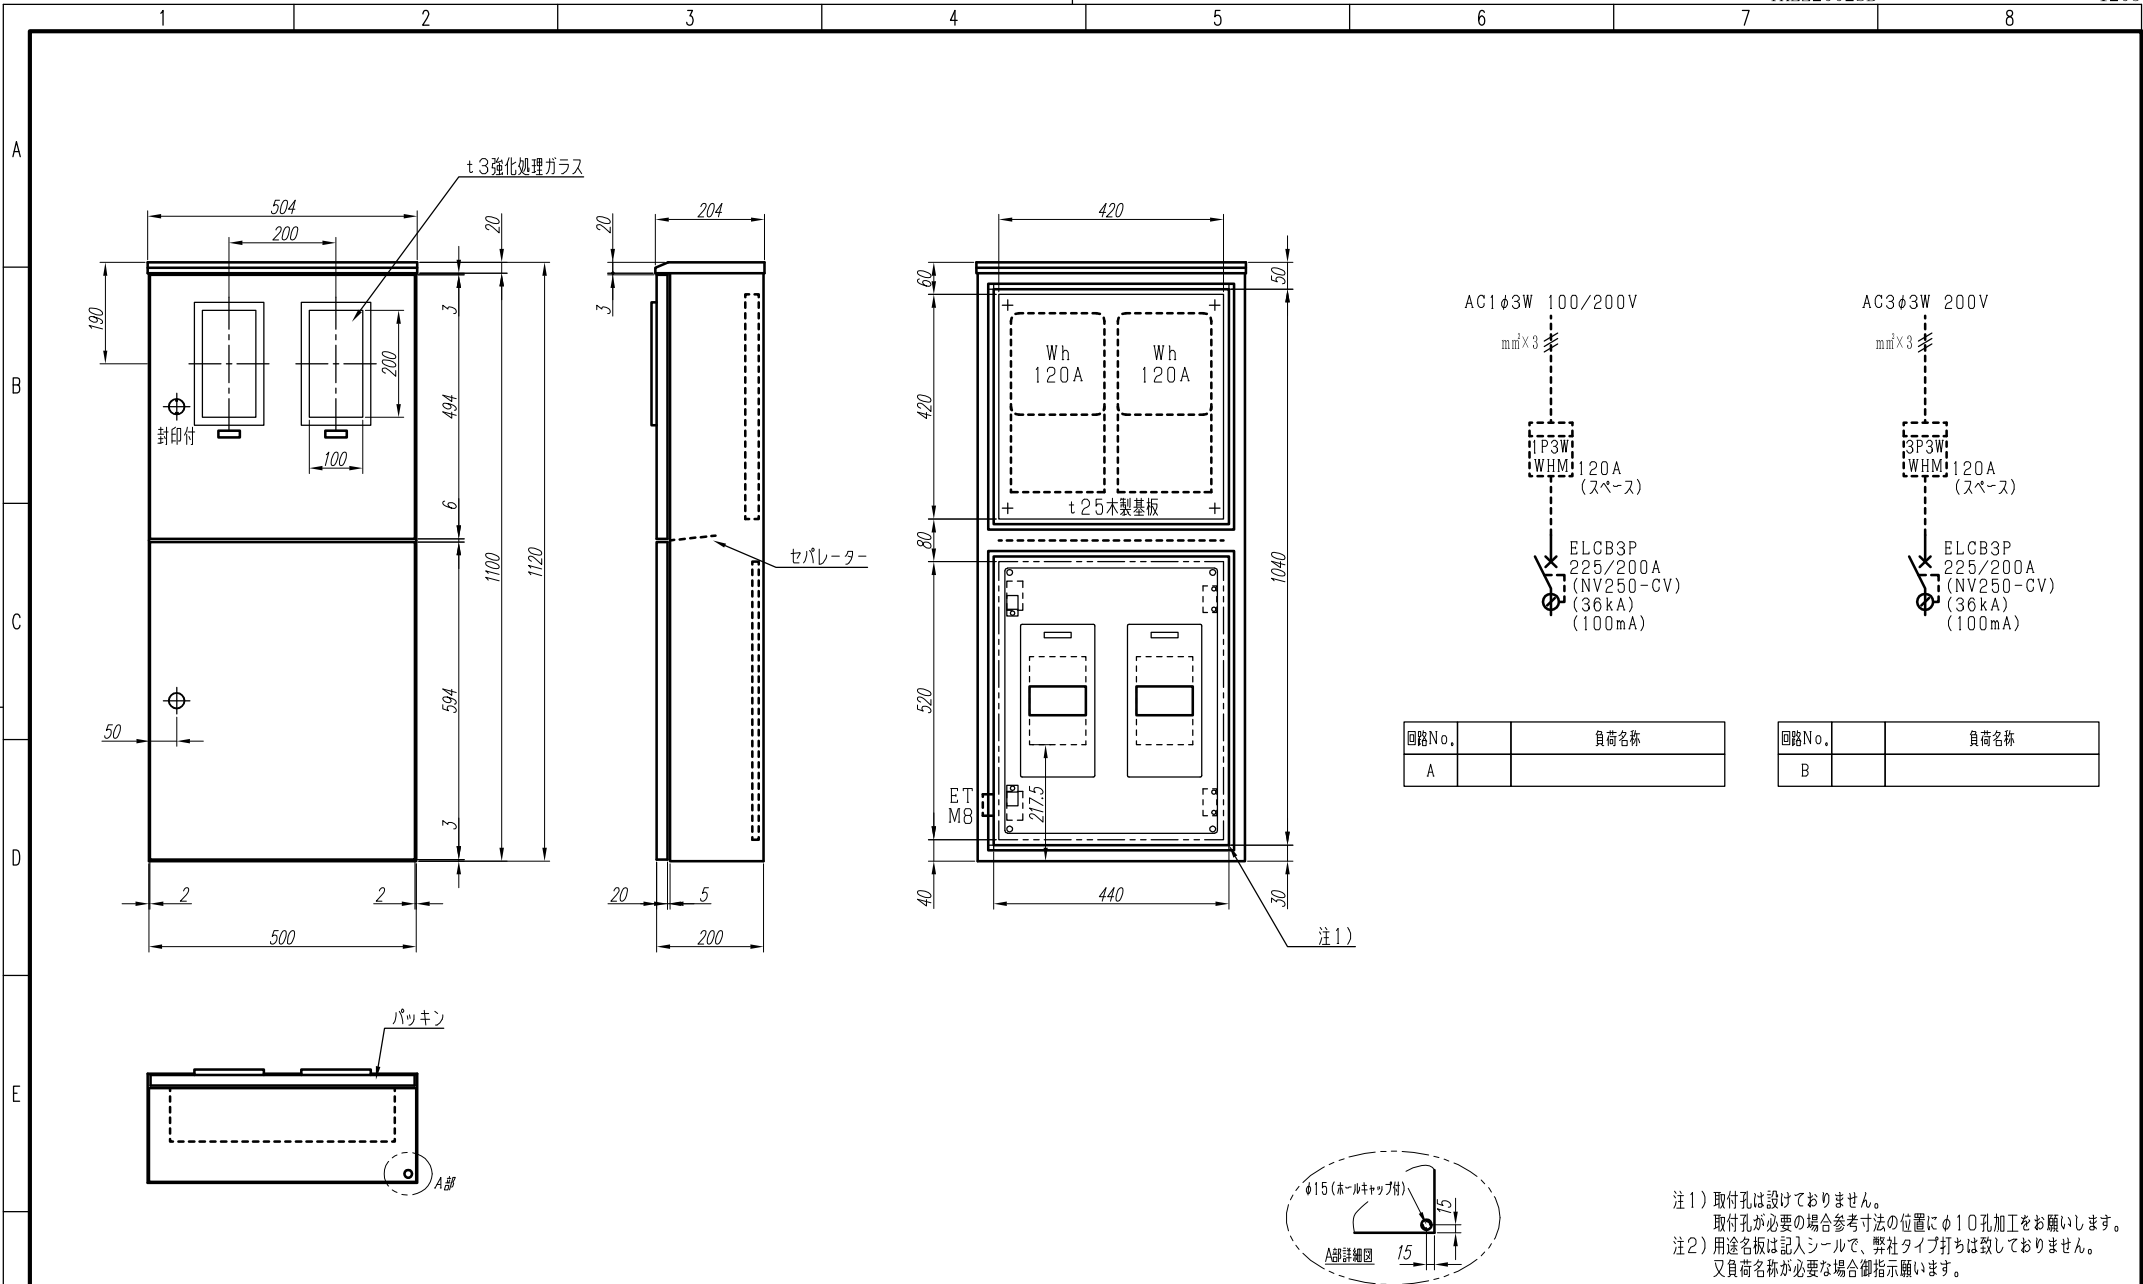 1 2 3 4 5 6 7 8
A
B
C
D
E
t3強化処理ガラス
504
200
20
190
3
200
494
封印付
100
6
1100
1120
594
50
3
2
2
500
204
20
3
セパレーター
20
5
200
420
60
50
Wh
120A
Wh
120A
420
t25木製基板
80
1040
520
ET
M8
217.5
40
440
30
注1)
AC1φ3W 100/200V
mm²×3
1P3W
WHM
120A
(スペース)
ELCB3P
225/200A
(NV250-CV)
(36kA)
(100mA)
AC3φ3W 200V
mm²×3
3P3W
WHM
120A
(スペース)
ELCB3P
225/200A
(NV250-CV)
(36kA)
(100mA)
回路No. 負荷名称
A
回路No. 負荷名称
B
パッキン
A部
φ15(ホールキャップ付)
15
A部詳細図
15
注1) 取付孔は設けておりません。
取付孔が必要の場合参考寸法の位置にφ10孔加工をお願いします。
注2) 用途名板は記入シールで、弊社タイプ打ちは致しておりません。
又負荷名称が必要な場合御指示願います。